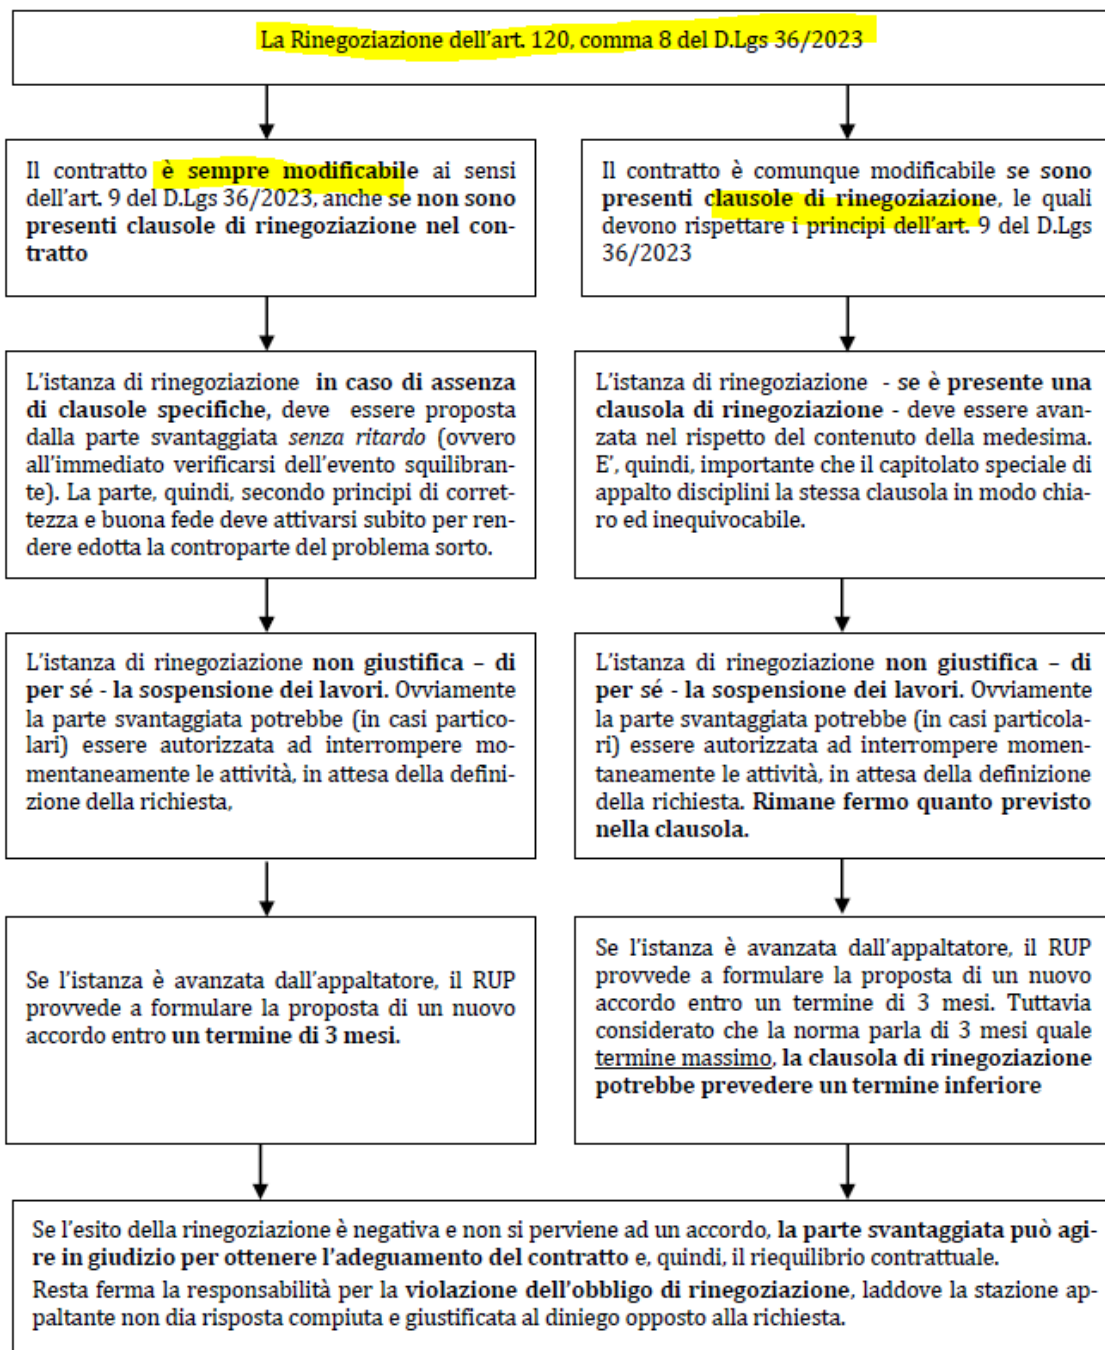 La Rinegoziazione dell'art. 120, comma 8 del D.Lgs 36/2023
Il contratto è sempre modificabile ai sensi
dell'art. 9 del D.Lgs 36/2023, anche se non sono
presenti clausole di rinegoziazione nel con-
tratto
Il contratto è comunque modificabile se sono
presenti clausole di rinegoziazione, le quali
devono rispettare i principi dell'art. 9 del D.Lgs
36/2023
L'istanza di rinegoziazione in caso di assenza
di clausole specifiche, deve essere proposta
dalla parte svantaggiata senza ritardo (ovvero
all'immediato verificarsi dell'evento squilibran-
te). La parte, quindi, secondo principi di corret-
tezza e buona fede deve attivarsi subito per ren-
dere edotta la controparte del problema sorto.
L'istanza di rinegoziazione - se è presente una
clausola di rinegoziazione - deve essere avan-
zata nel rispetto del contenuto della medesima.
E', quindi, importante che il capitolato speciale di
appalto disciplini la stessa clausola in modo chia-
ro ed inequivocabile.
L'istanza di rinegoziazione non giustifica – di
per sé - la sospensione dei lavori. Ovviamente
la parte svantaggiata potrebbe (in casi partico-
lari) essere autorizzata ad interrompere mo-
mentaneamente le attività, in attesa della defini-
zione della richiesta,
L'istanza di rinegoziazione non giustifica – di
per sé - la sospensione dei lavori. Ovviamente
la parte svantaggiata potrebbe (in casi particola-
ri) essere autorizzata ad interrompere momen-
taneamente le attività, in attesa della definizione
della richiesta. Rimane fermo quanto previsto
nella clausola.
Se l'istanza è avanzata dall'appaltatore, il RUP
provvede a formulare la proposta di un nuovo
accordo entro un termine di 3 mesi.
Se l'istanza è avanzata dall'appaltatore, il RUP
provvede a formulare la proposta di un nuovo
accordo entro un termine di 3 mesi. Tuttavia
considerato che la norma parla di 3 mesi quale
termine massimo, la clausola di rinegoziazione
potrebbe prevedere un termine inferiore
Se l'esito della rinegoziazione è negativa e non si perviene ad un accordo, la parte svantaggiata può agi-
re in giudizio per ottenere l'adeguamento del contratto e, quindi, il riequilibrio contrattuale.
Resta ferma la responsabilità per la violazione dell'obbligo di rinegoziazione, laddove la stazione ap-
paltante non dia risposta compiuta e giustificata al diniego opposto alla richiesta.